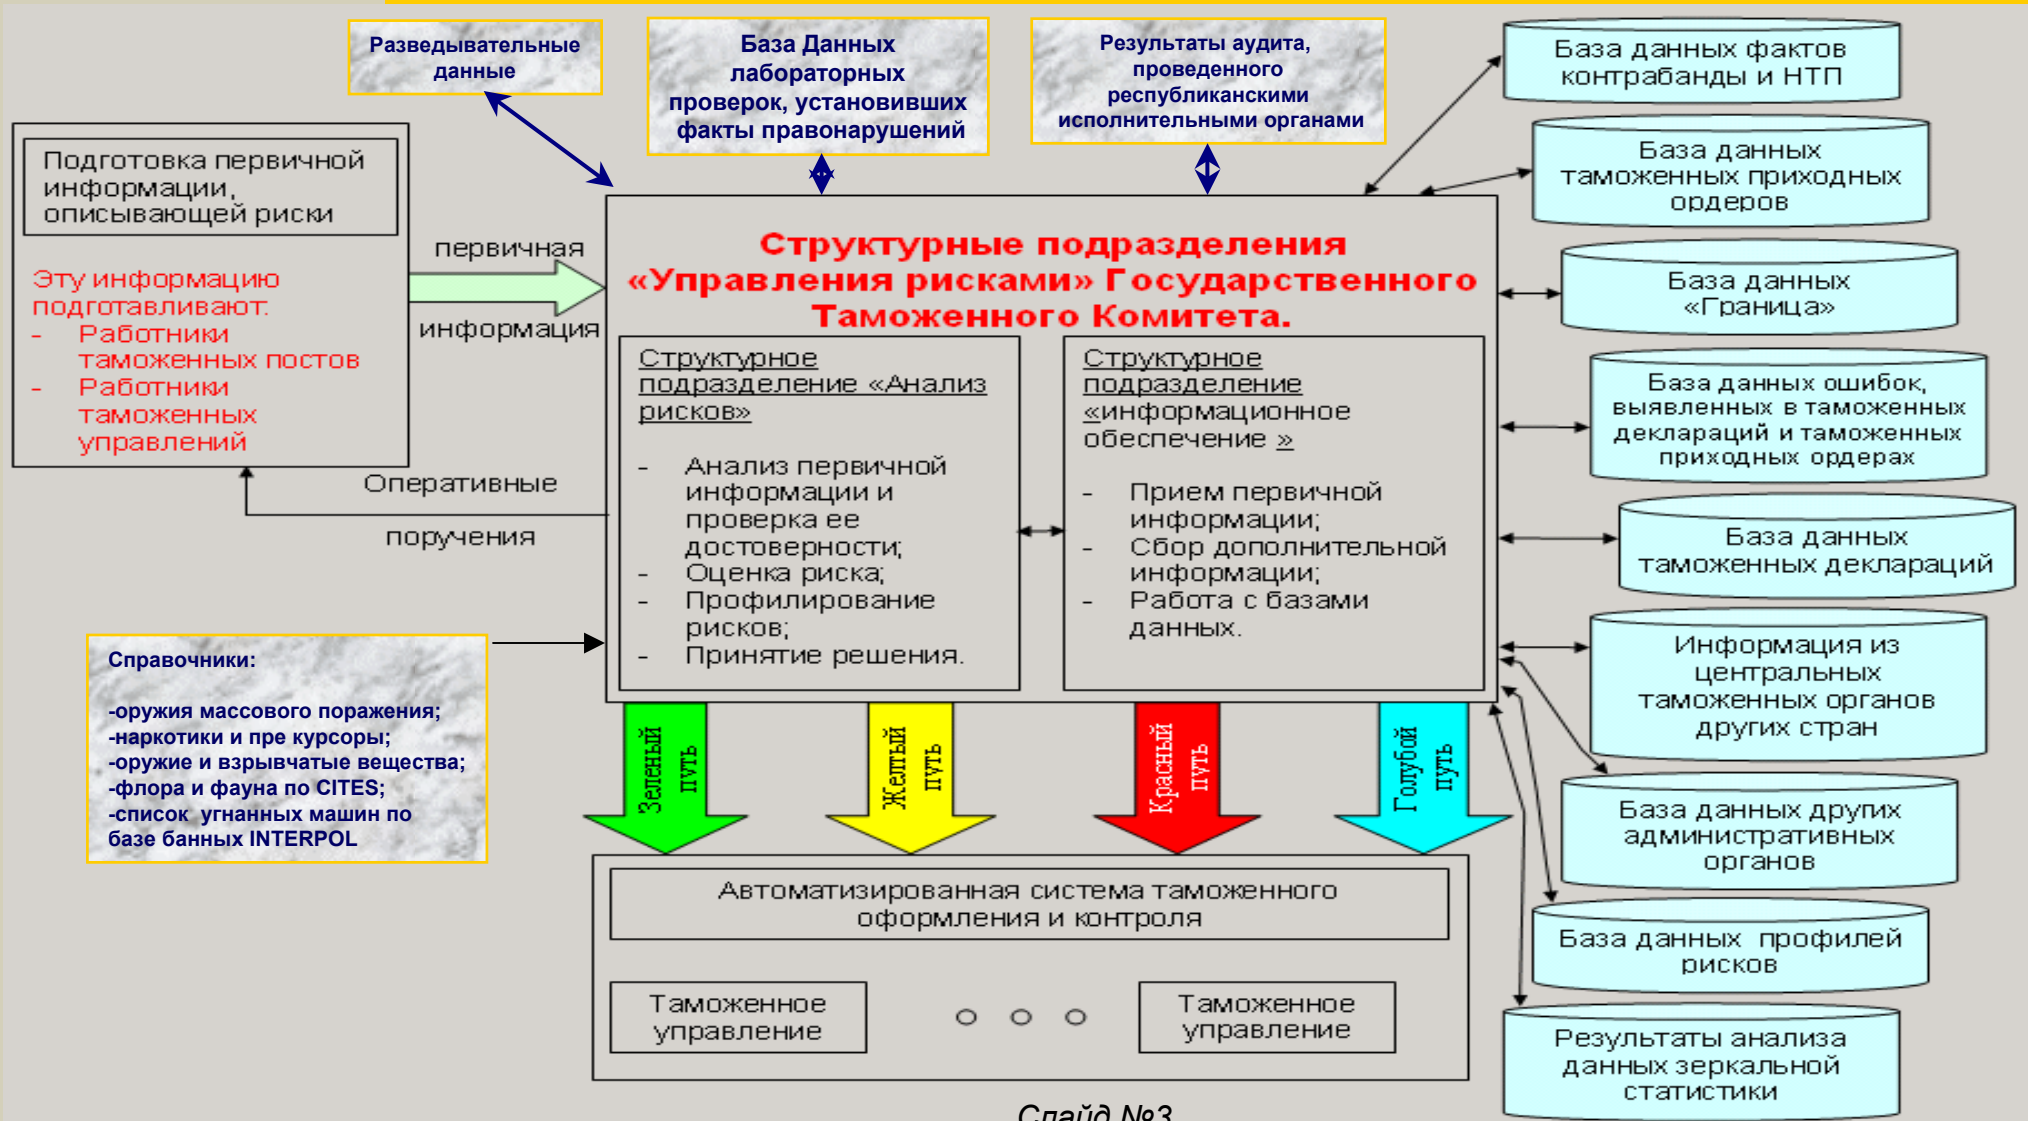 Разведывательные
данные
База Данных
лабораторных
проверок, установивших
факты правонарушений
Результаты аудита,
проведенного
республиканскими
исполнительными органами
База данных фактов
контрабанды и НТП
База данных
таможенных приходных
ордеров
База данных
«Граница»
База данных ошибок,
выявленных в таможенных
деклараций и таможенных
приходных ордерах
База данных
таможенных деклараций
Информация из
центральных
таможенных органов
других стран
База данных других
административных
органов
База данных профилей
рисков
Результаты анализа
данных зеркальной
статистики
Подготовка первичной
информации,
описывающей риски
Эту информацию
подготавливают:
- Работники
таможенных постов
- Работники
таможенных
управлений
первичная
информация
Оперативные
поручения
Структурные подразделения
«Управления рисками» Государственного
Таможенного Комитета.
Структурное
подразделение «Анализ
рисков»
- Анализ первичной
информации и
проверка ее
достоверности;
- Оценка риска;
- Профилирование
рисков;
- Принятие решения.
Структурное
подразделение
«информационное
обеспечение »
- Прием первичной
информации;
- Сбор дополнительной
информации;
- Работа с базами
данных.
Справочники:
-оружия массового поражения;
-наркотики и пре курсоры;
-оружие и взрывчатые вещества;
-флора и фауна по CITES;
-список угнанных машин по
базе банных INTERPOL
Зеленый
путь
Желтый
путь
Красный
путь
Голубой
путь
Автоматизированная система таможенного
оформления и контроля
Таможенное
управление
Таможенное
управление
Слайд №3